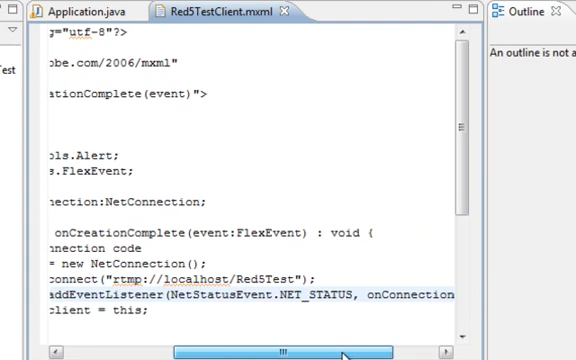 Application.java
Red5TestClient.mxml
Outline
Test
An outline is not a
g="utf-8"?>
obe.com/2006/mxml"
ationComplete(event)">
ols.Alert;
s.FlexEvent;
nection:NetConnection;
onCreationComplete(event:FlexEvent) : void {
nnection code
= new NetConnection();
connect("rtmp://localhost/Red5Test");
addEventListener(NetStatusEvent.NET_STATUS, onConnection
client = this;